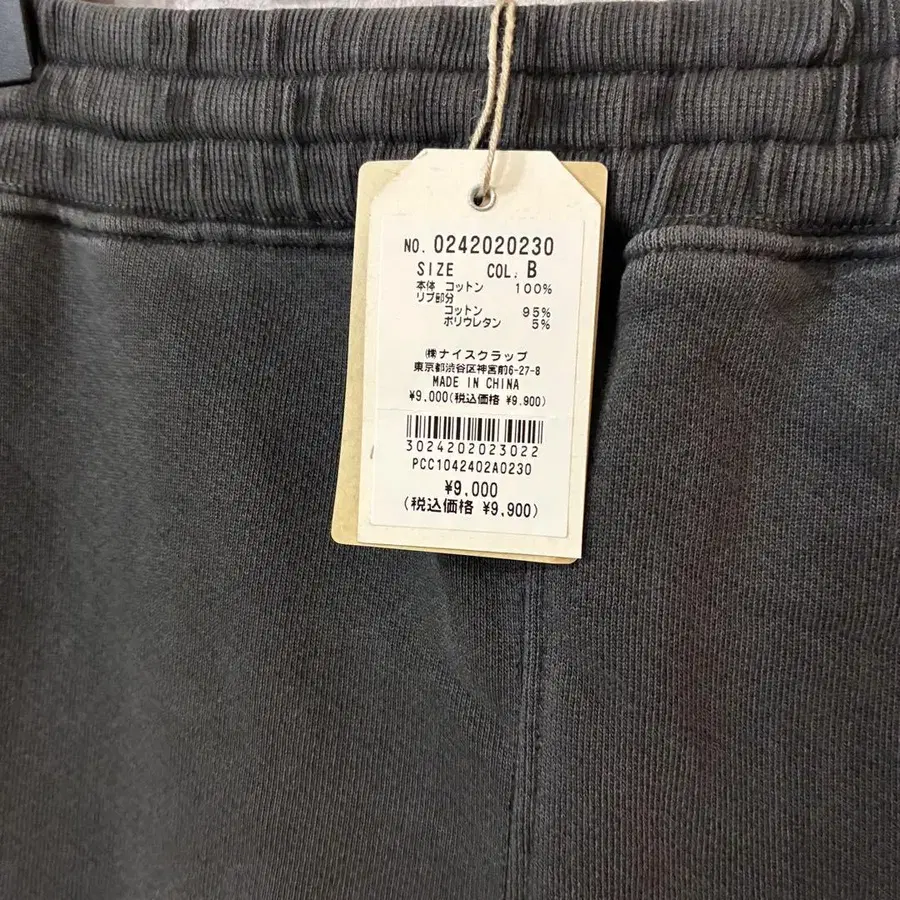 NO. 0242020230
SIZE COL. B
本体 コットン 100%
リブ部分
コットン 95%
ポリウレタン 5%
㈱ナイスクラップ
東京都渋谷区神宮前6-27-8
MADE IN CHINA
¥9,000(税込価格 ¥9,900)
3024202023022
PCC1042402A0230
¥9,000
(税込価格 ¥9,900)